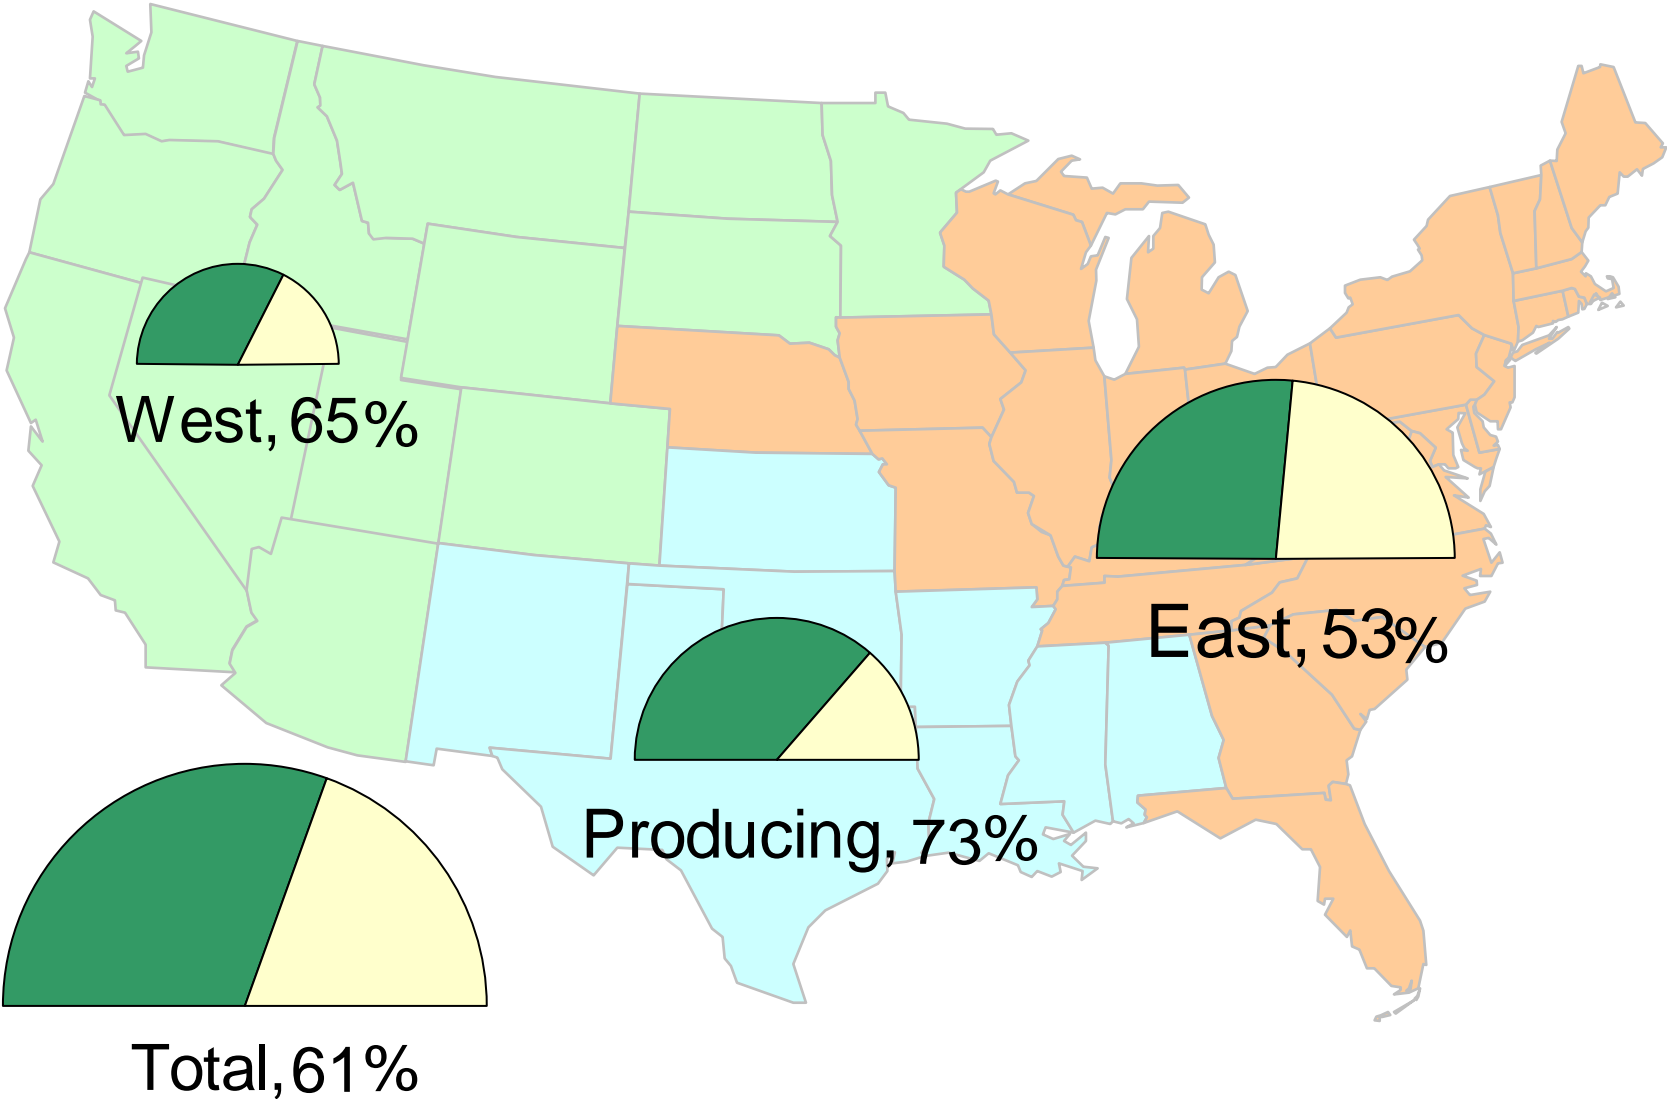 West, 65%
East, 53%
Producing, 73%
Total, 61%